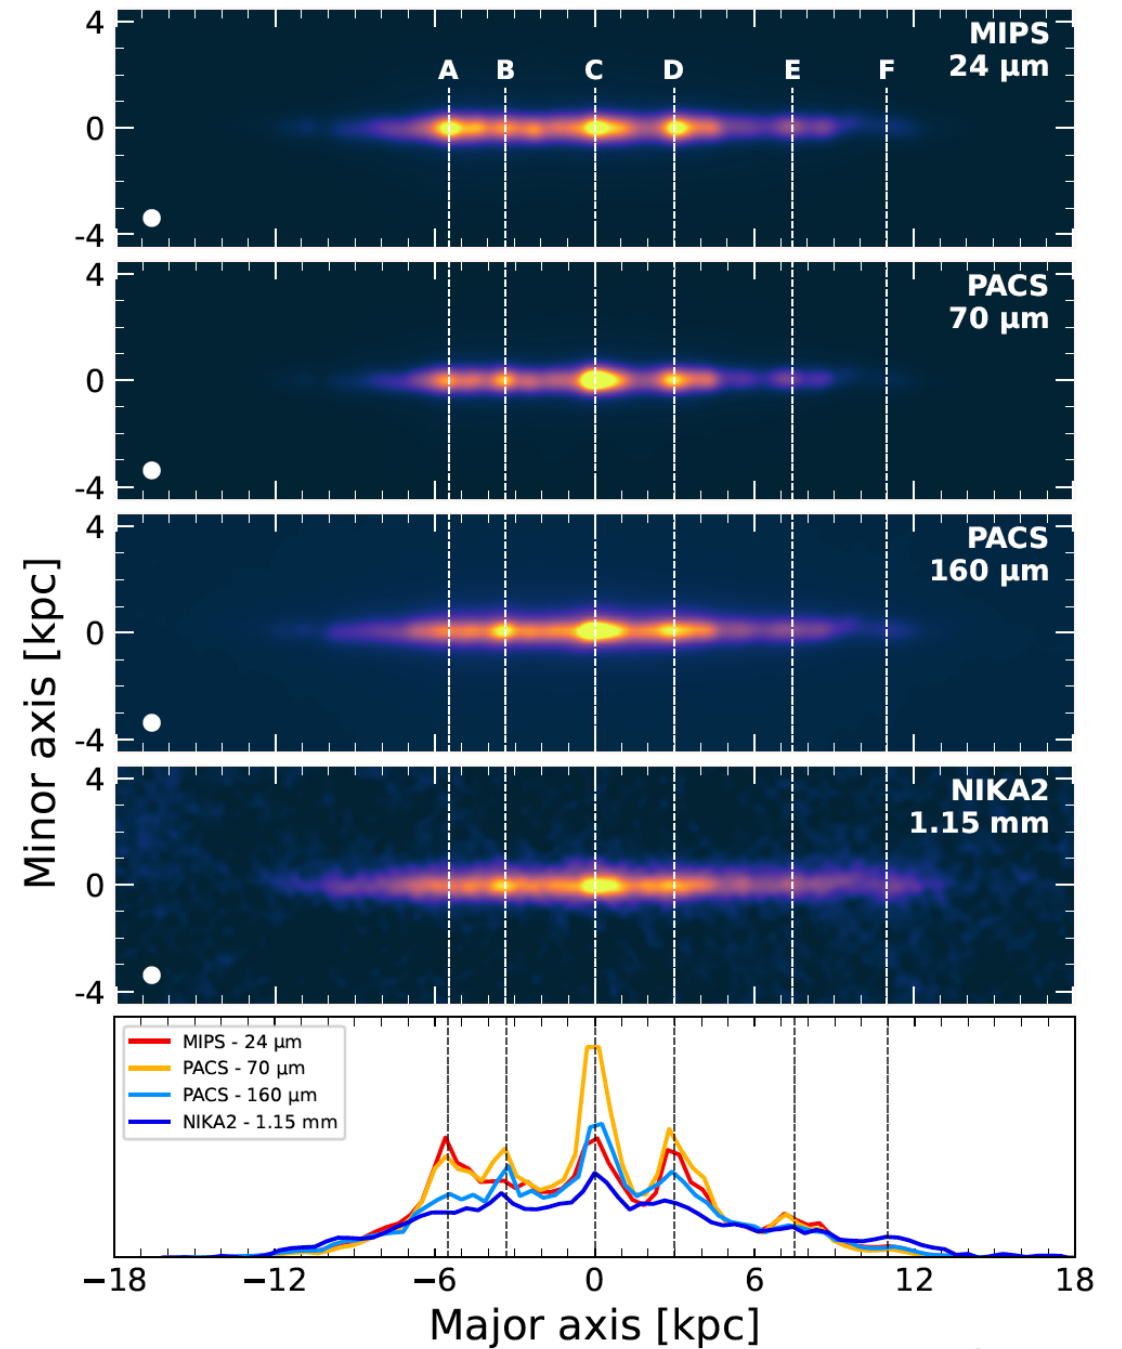 MIPS
24 µm
A B C D E F
4
0
-4
PACS
70 µm
4
0
-4
PACS
160 µm
4
0
-4
NIKA2
1.15 mm
4
0
-4
Minor axis [kpc]
MIPS - 24 µm
PACS - 70 µm
PACS - 160 µm
NIKA2 - 1.15 mm
−18 −12 −6 0 6 12 18
Major axis [kpc]